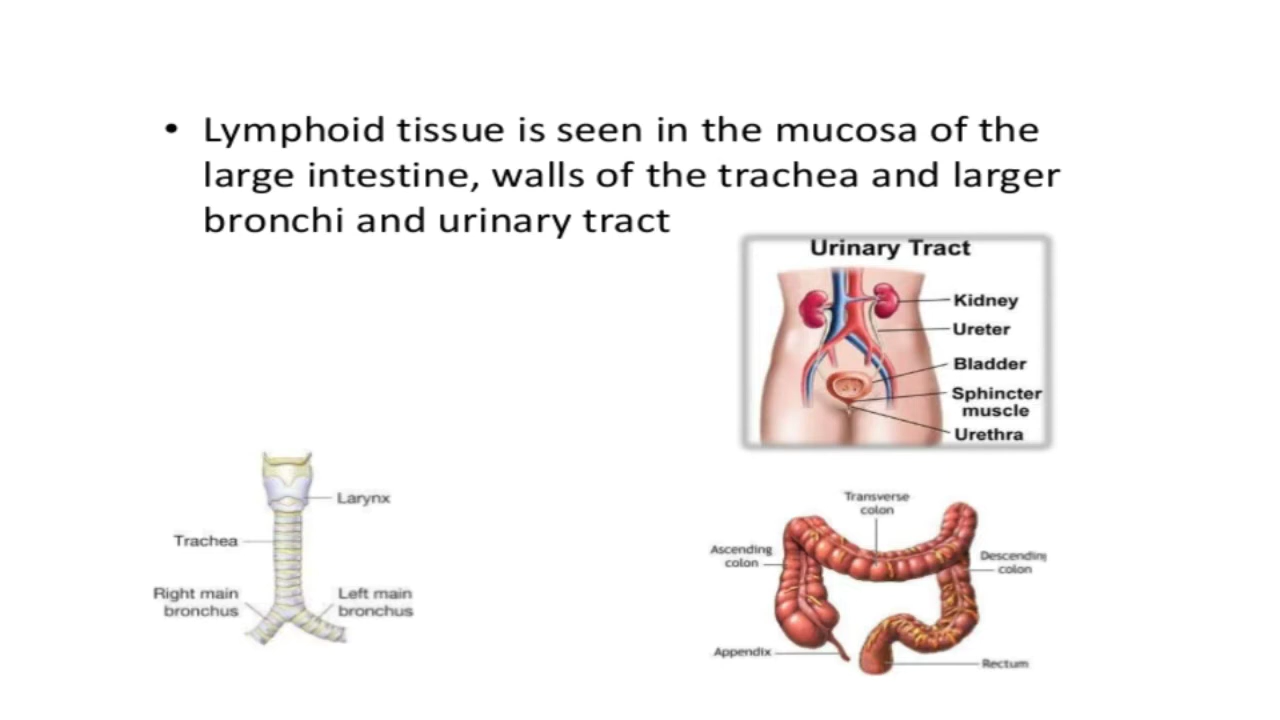 • Lymphoid tissue is seen in the mucosa of the
large intestine, walls of the trachea and larger
bronchi and urinary tract
Urinary Tract
Kidney
Ureter
Bladder
Sphincter
muscle
Urethra
Larynx
Trachea
Right main
bronchus
Left main
bronchus
Transverse
colon
Ascending
colon
Descending
colon
Appendix
Rectum